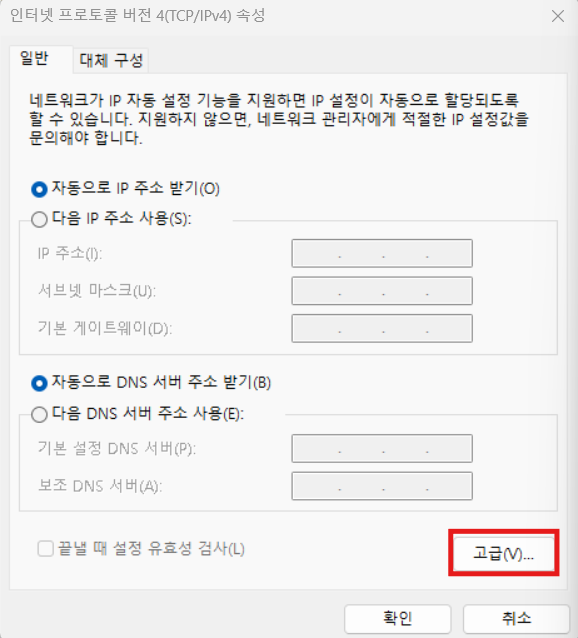 인터넷 프로토콜 버전 4(TCP/IPv4) 속성
일반
대체 구성
네트워크가 IP 자동 설정 기능을 지원하면 IP 설정이 자동으로 할당되도록
할 수 있습니다. 지원하지 않으면, 네트워크 관리자에게 적절한 IP 설정값을
문의해야 합니다.
자동으로 IP 주소 받기(O)
다음 IP 주소 사용(S):
IP 주소(I):
서브넷 마스크(U):
기본 게이트웨이(D):
자동으로 DNS 서버 주소 받기(B)
다음 DNS 서버 주소 사용(E):
기본 설정 DNS 서버(P):
보조 DNS 서버(A):
끝낼 때 설정 유효성 검사(L)
고급(V)...
확인
취소